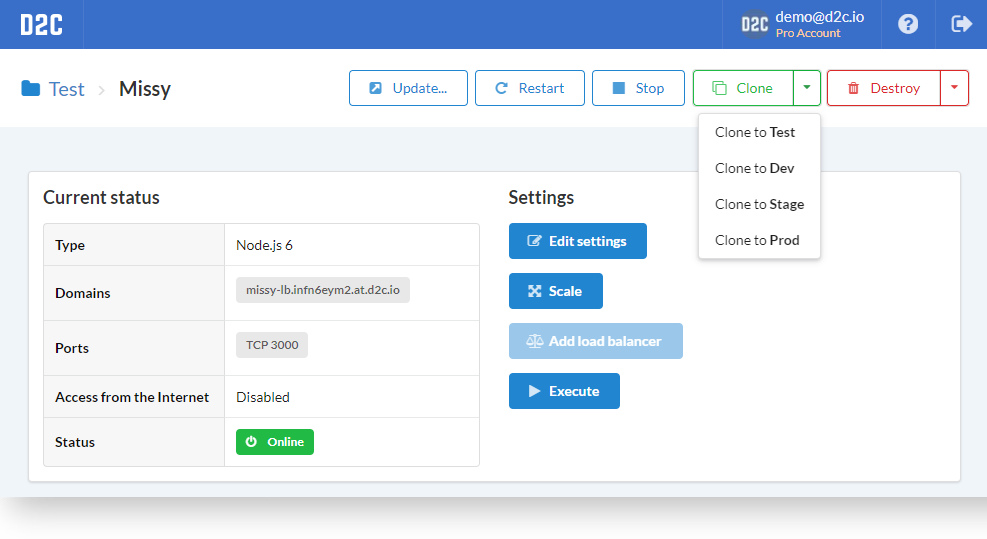 D2C
D2C
demo@d2c.io
Pro Account
Test
Missy
Update...
Restart
Stop
Clone
Destroy
Clone to Test
Clone to Dev
Clone to Stage
Clone to Prod
Current status
Type
Node.js 6
Domains
missy-lb.infn6eym2.at.d2c.io
Ports
TCP 3000
Access from the Internet
Disabled
Status
Online
Settings
Edit settings
Scale
Add load balancer
Execute